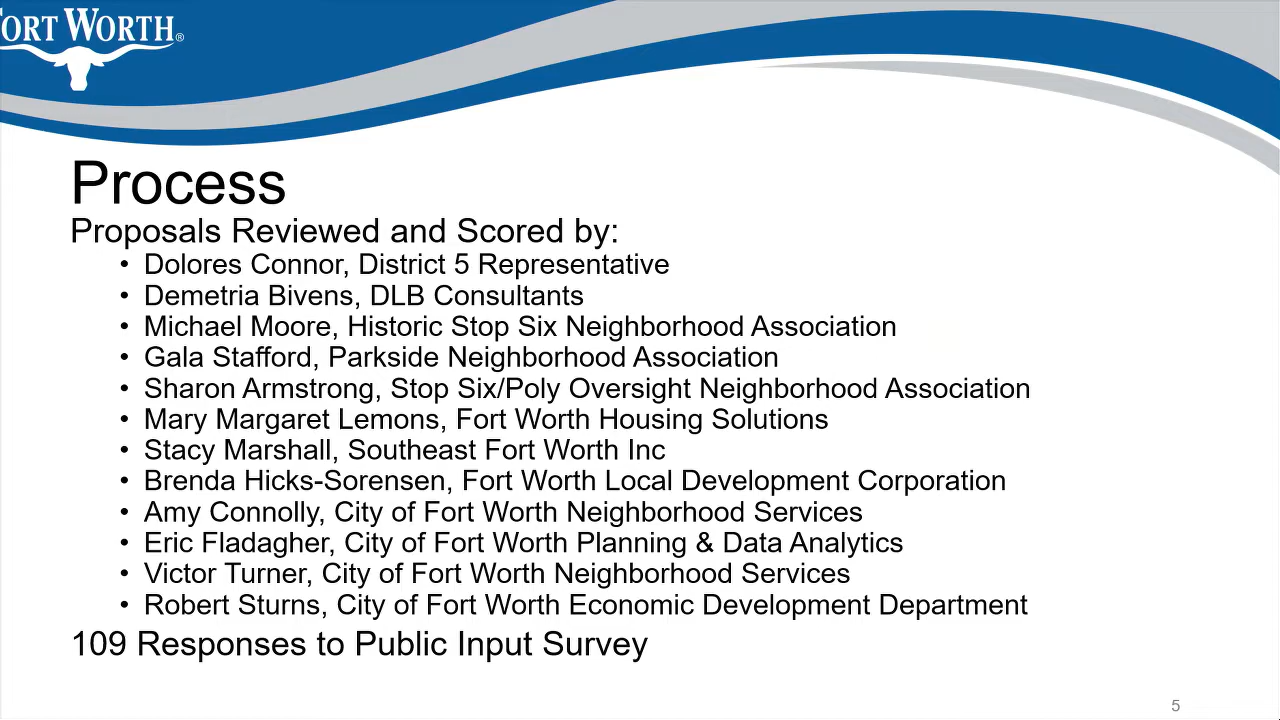 FORT WORTH®
Process
Proposals Reviewed and Scored by:
• Dolores Connor, District 5 Representative
• Demetria Bivens, DLB Consultants
• Michael Moore, Historic Stop Six Neighborhood Association
• Gala Stafford, Parkside Neighborhood Association
• Sharon Armstrong, Stop Six/Poly Oversight Neighborhood Association
• Mary Margaret Lemons, Fort Worth Housing Solutions
• Stacy Marshall, Southeast Fort Worth Inc
• Brenda Hicks-Sorensen, Fort Worth Local Development Corporation
• Amy Connolly, City of Fort Worth Neighborhood Services
• Eric Fladagher, City of Fort Worth Planning & Data Analytics
• Victor Turner, City of Fort Worth Neighborhood Services
• Robert Sturns, City of Fort Worth Economic Development Department
109 Responses to Public Input Survey
5